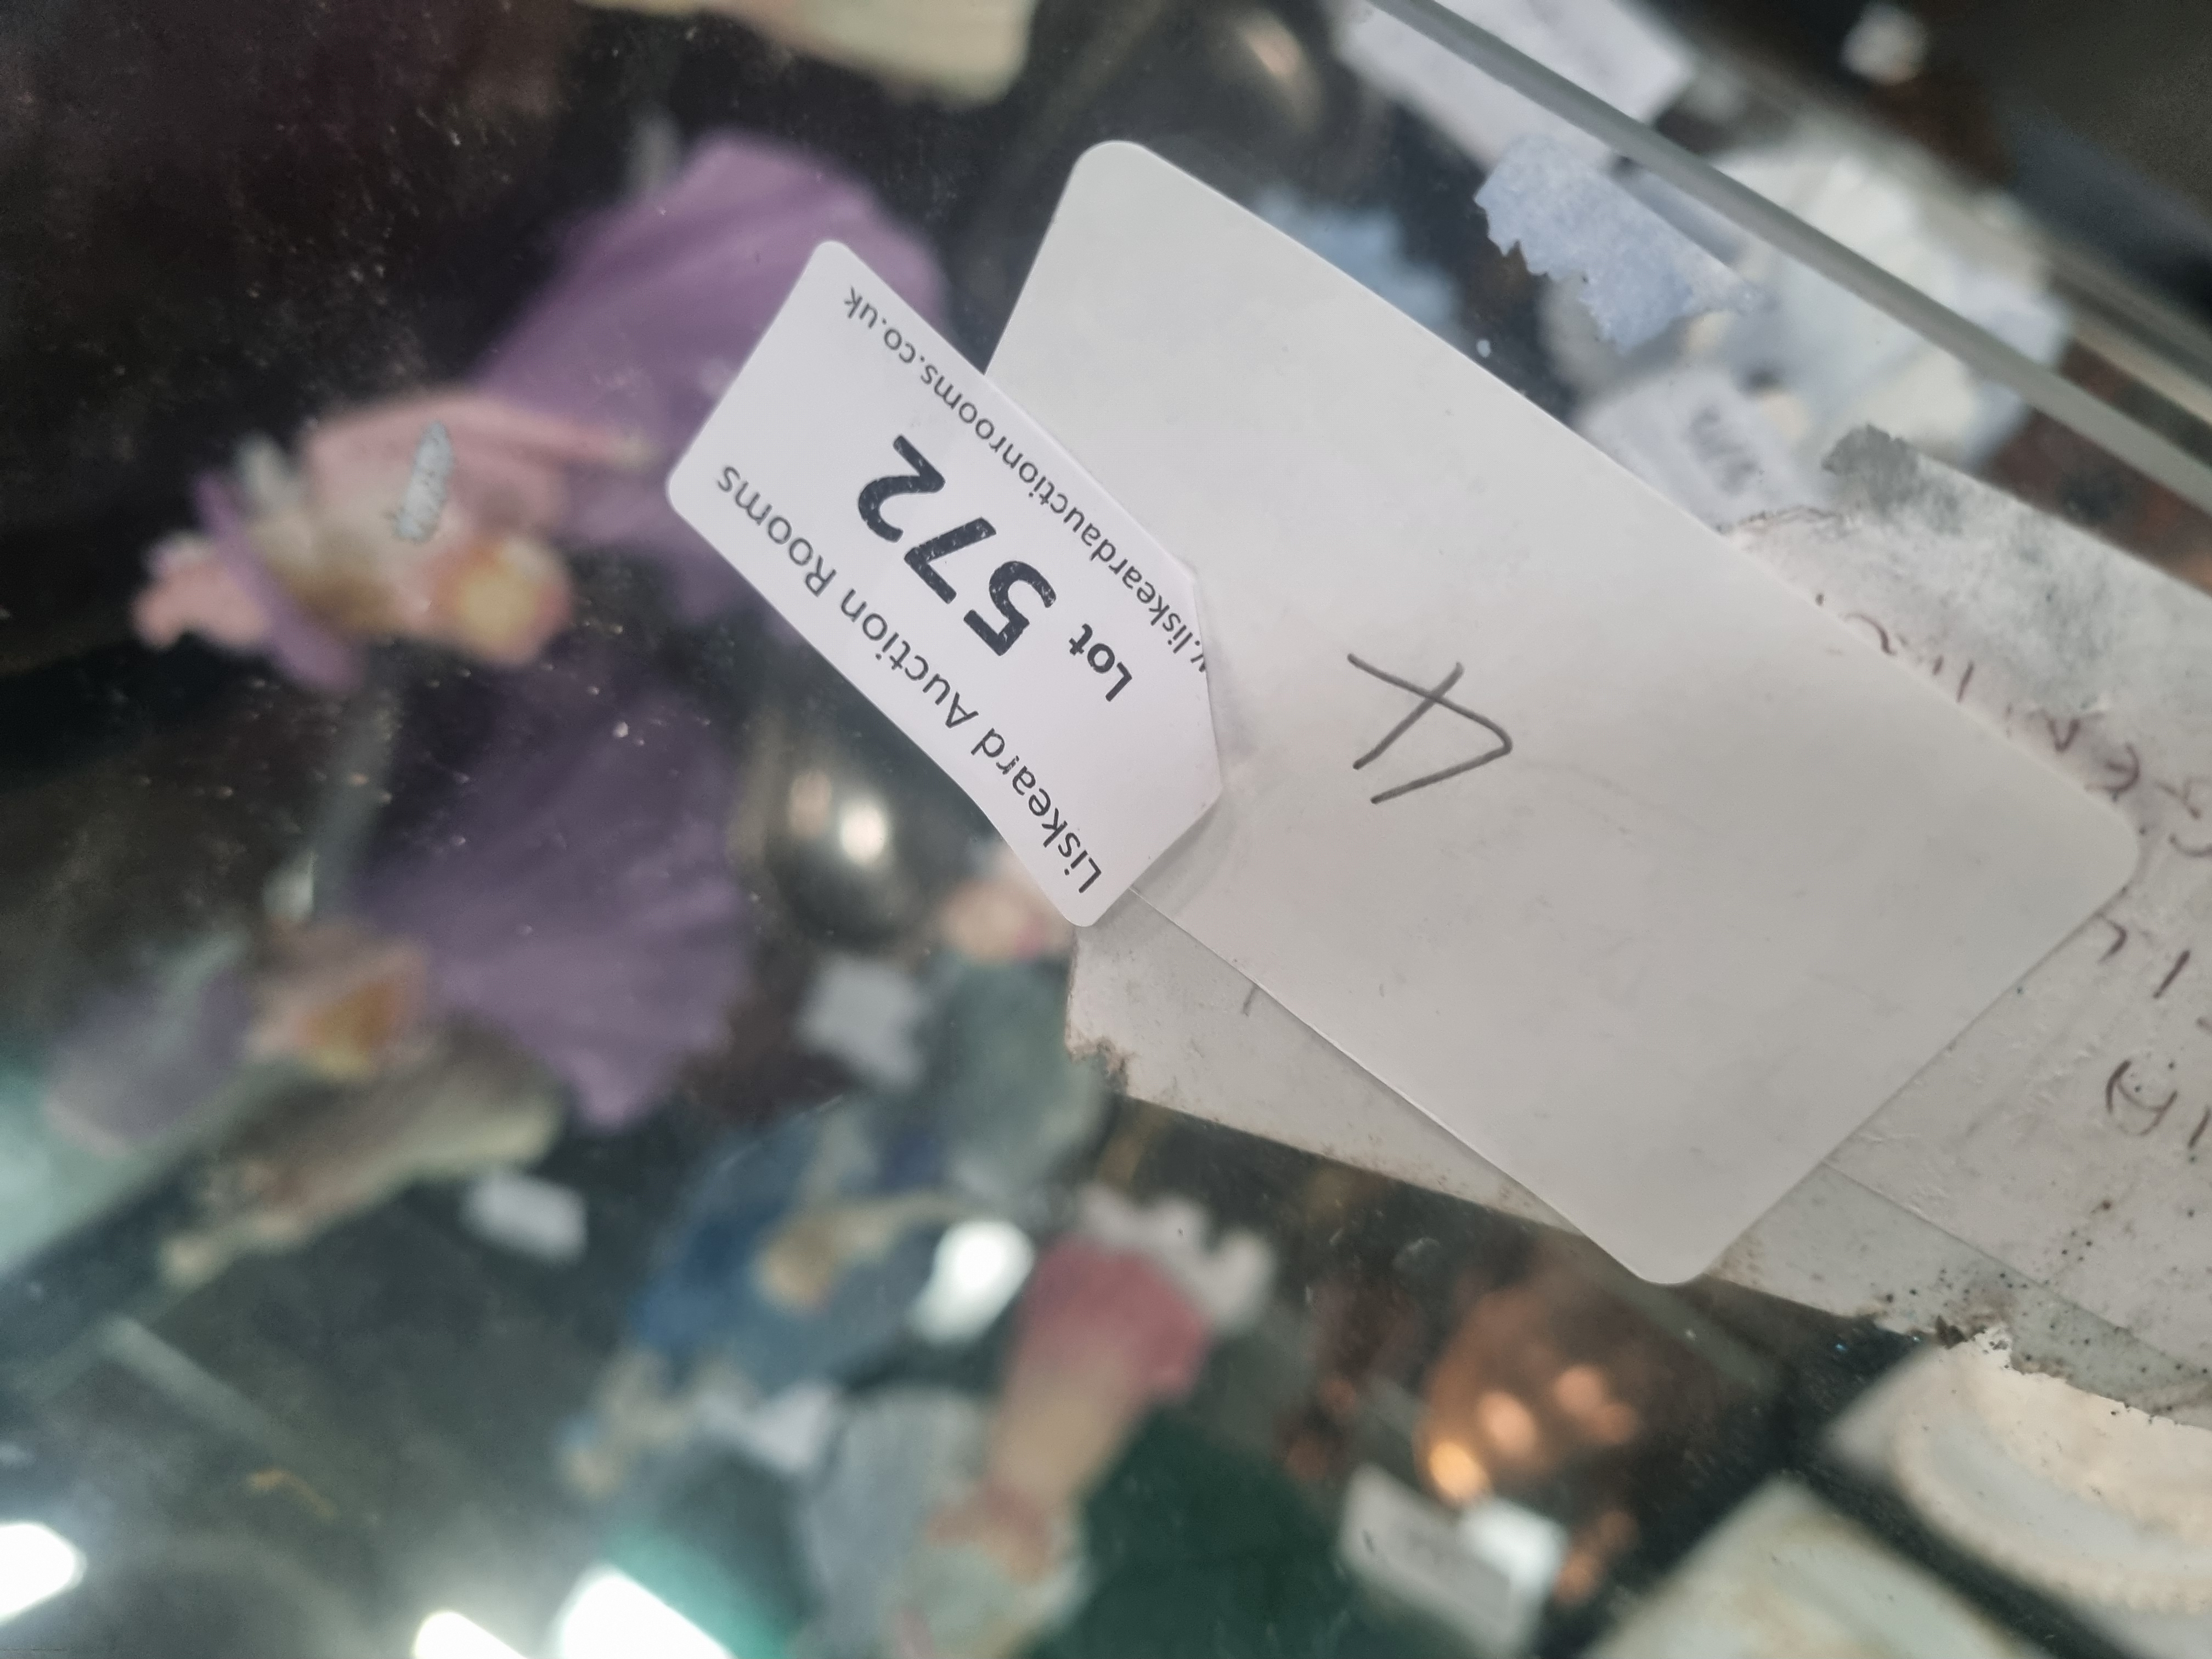 Liskeard Auction Rooms
Lot 572
w.liskeardauctionrooms.co.uk
4